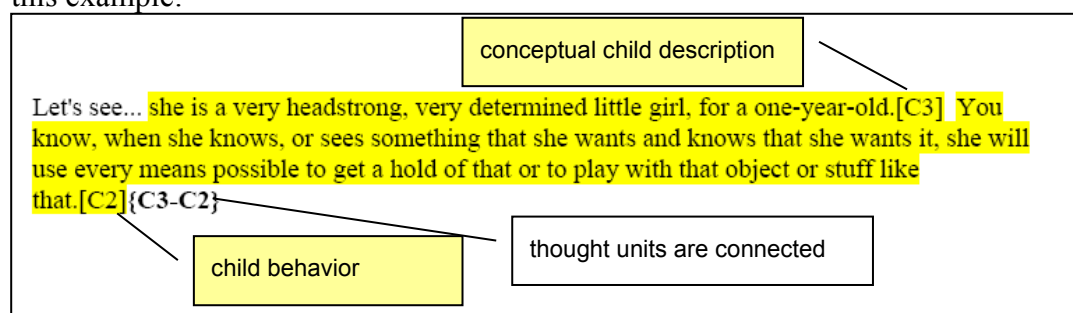 this example:
conceptual child description
Let's see... she is a very headstrong, very determined little girl, for a one-year-old.[C3] You
know, when she knows, or sees something that she wants and knows that she wants it, she will
use every means possible to get a hold of that or to play with that object or stuff like
that.[C2]{C3-C2}
thought units are connected
child behavior